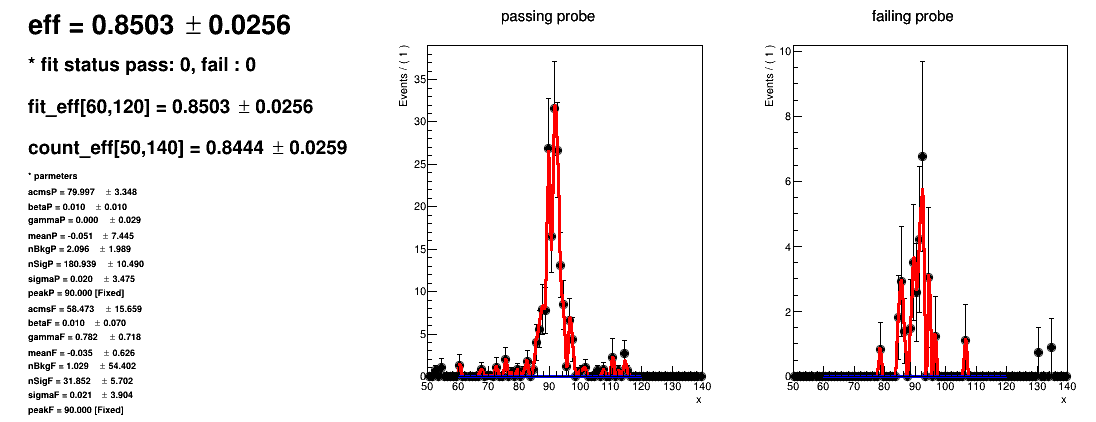 eff = 0.8503 ± 0.0256
* fit status pass: 0, fail : 0
fit_eff[60,120] = 0.8503 ± 0.0256
count_eff[50,140] = 0.8444 ± 0.0259
* parmeters
acmsP = 79.997 ± 3.348
betaP = 0.010 ± 0.010
gammaP = 0.000 ± 0.029
meanP = -0.051 ± 7.445
nBkgP = 2.096 ± 1.989
nSigP = 180.939 ± 10.490
sigmaP = 0.020 ± 3.475
peakP = 90.000 [Fixed]
acmsF = 58.473 ± 15.659
betaF = 0.010 ± 0.070
gammaF = 0.782 ± 0.718
meanF = -0.035 ± 0.626
nBkgF = 1.029 ± 54.402
nSigF = 31.852 ± 5.702
sigmaF = 0.021 ± 3.904
peakF = 90.000 [Fixed]
passing probe
Events / ( 1 )
35
30
25
20
15
10
5
0
50 60 70 80 90 100 110 120 130 140
x
failing probe
Events / ( 1 )
10
8
6
4
2
0
50 60 70 80 90 100 110 120 130 140
x